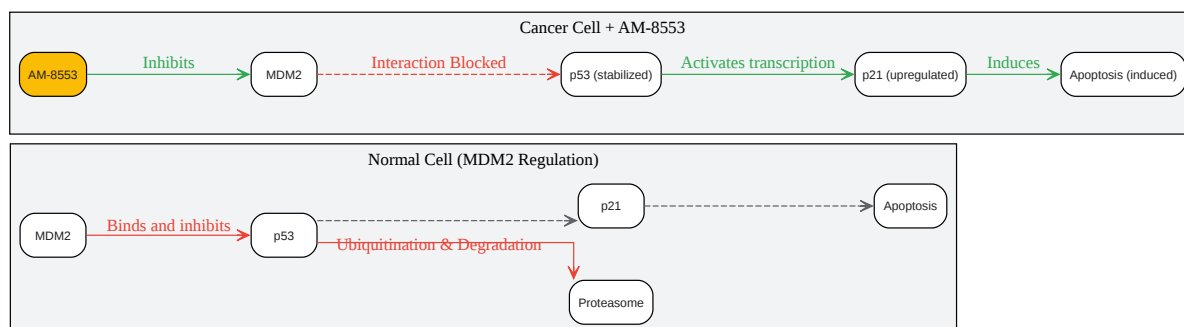 Cancer Cell + AM-8553
AM-8553
Inhibits
MDM2
Interaction Blocked
p53 (stabilized)
Activates transcription
p21 (upregulated)
Induces
Apoptosis (induced)
Normal Cell (MDM2 Regulation)
MDM2
Binds and inhibits
p53
p21
Apoptosis
Ubiquitination & Degradation
Proteasome